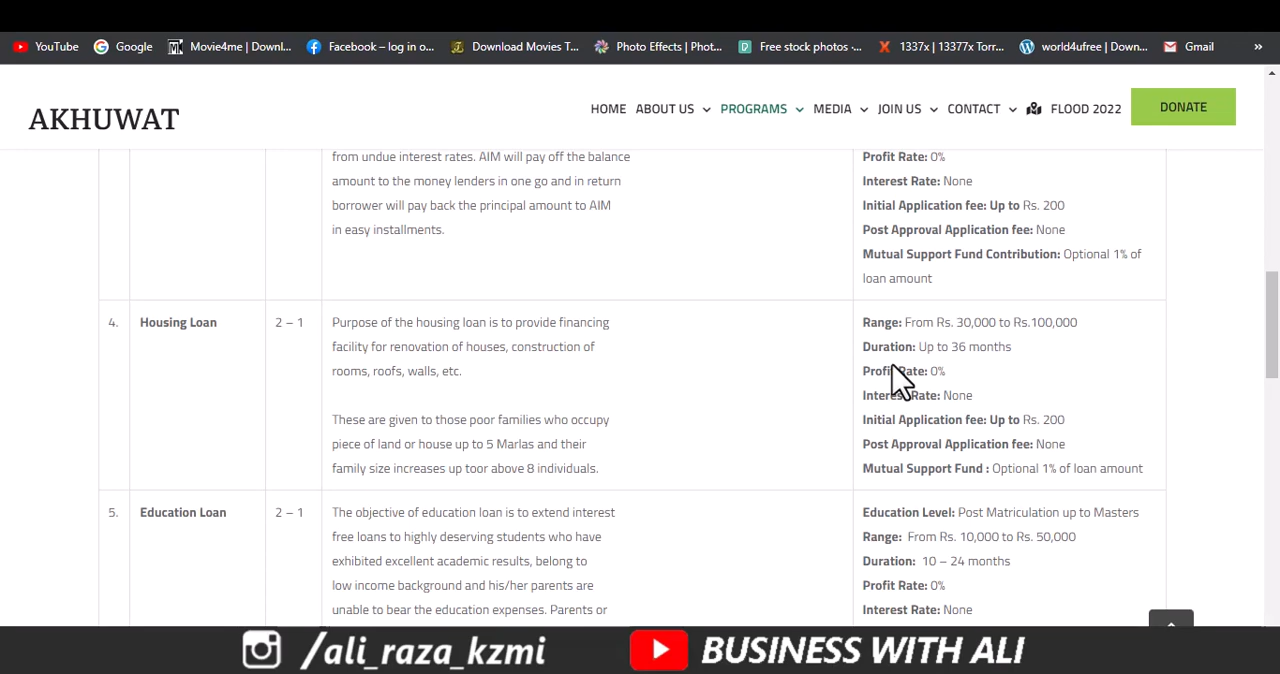 YouTube Google Movie4me | Downl... Facebook – log in o... Download Movies T... Photo Effects | Phot... Free stock photos ·... 1337x | 13377x Torr... world4ufree | Down... Gmail »
AKHUWAT
HOME ABOUT US PROGRAMS MEDIA JOIN US CONTACT FLOOD 2022 DONATE
from undue interest rates. AIM will pay off the balance
amount to the money lenders in one go and in return
borrower will pay back the principal amount to AIM
in easy installments.
Profit Rate: 0%
Interest Rate: None
Initial Application fee: Up to Rs. 200
Post Approval Application fee: None
Mutual Support Fund Contribution: Optional 1% of
loan amount
4. Housing Loan 2 – 1
Purpose of the housing loan is to provide financing
facility for renovation of houses, construction of
rooms, roofs, walls, etc.
These are given to those poor families who occupy
piece of land or house up to 5 Marlas and their
family size increases up toor above 8 individuals.
Range: From Rs. 30,000 to Rs.100,000
Duration: Up to 36 months
Profit Rate: 0%
Interest Rate: None
Initial Application fee: Up to Rs. 200
Post Approval Application fee: None
Mutual Support Fund : Optional 1% of loan amount
5. Education Loan 2 – 1
The objective of education loan is to extend interest
free loans to highly deserving students who have
exhibited excellent academic results, belong to
low income background and his/her parents are
unable to bear the education expenses. Parents or
Education Level: Post Matriculation up to Masters
Range: From Rs. 10,000 to Rs. 50,000
Duration: 10 – 24 months
Profit Rate: 0%
Interest Rate: None
/ali_raza_kzmi BUSINESS WITH ALI